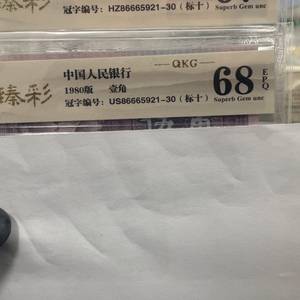 冠字编号: HZ86665921-30 (标十)
Superb Gem unc
臻彩
中国人民银行
1980版 壹角
冠字编号: US86665921-30 (标十)
QKG
68
EPQ
Superb Gem unc